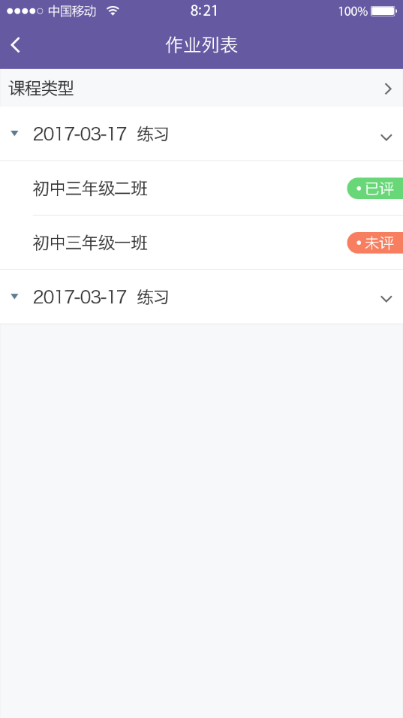 中国移动 8:21 100%
作业列表
课程类型
2017-03-17 练习
初中三年级二班 已评
初中三年级一班 未评
2017-03-17 练习